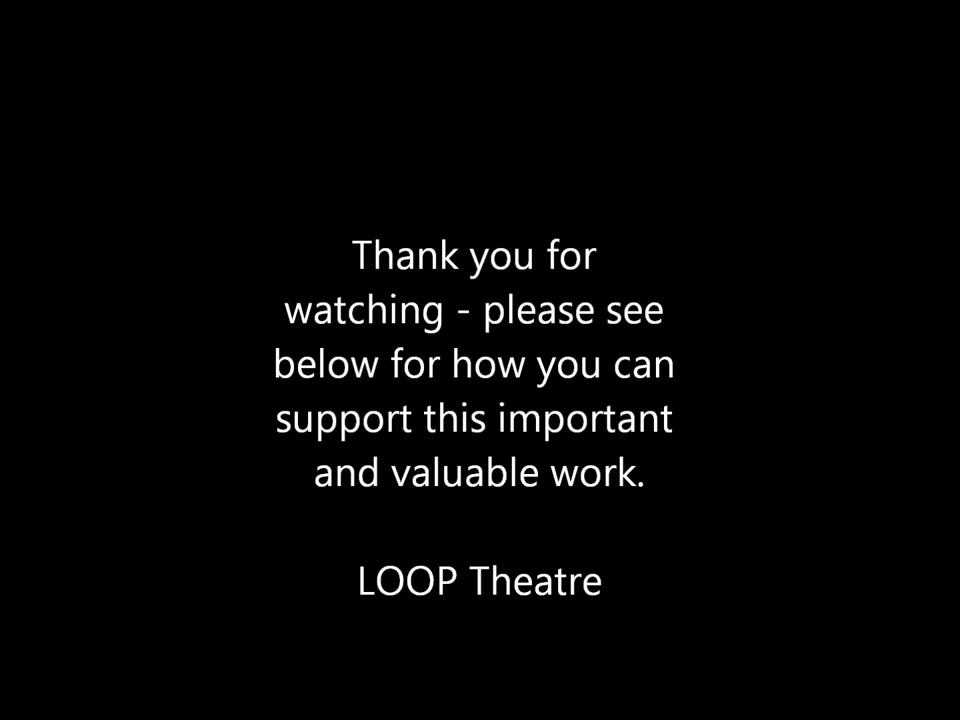 Thank you for
watching - please see
below for how you can
support this important
and valuable work.
LOOP Theatre